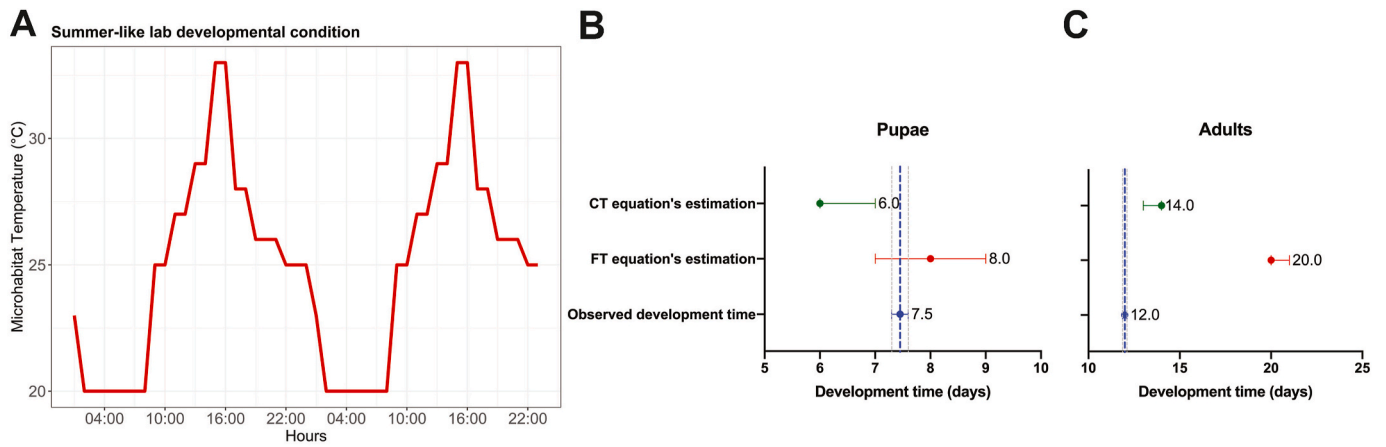 A
Summer-like lab developmental condition
Microhabitat Temperature (°C)
30
25
20
04:00 10:00 16:00 22:00 04:00 10:00 16:00 22:00
Hours
B
Pupae
CT equation's estimation
6.0
FT equation's estimation
8.0
Observed development time
7.5
5 6 7 8 9 10
Development time (days)
C
Adults
14.0
20.0
12.0
10 15 20 25
Development time (days)